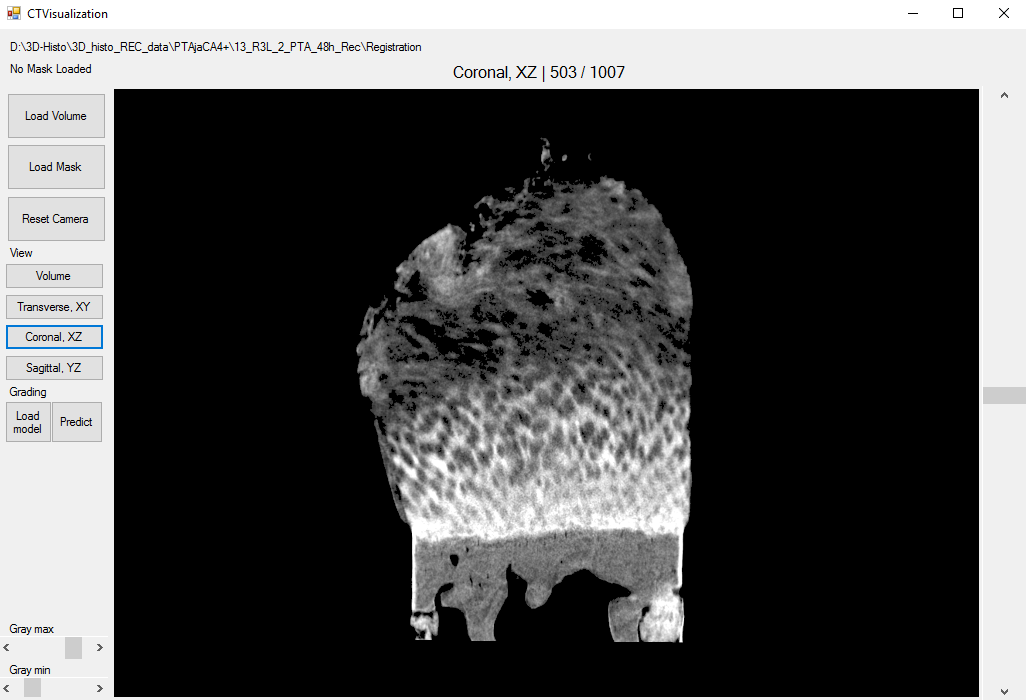 CTVisualization
D:\3D-Histo\3D_histo_REC_data\PTAjaCA4+\13_R3L_2_PTA_48h_Rec\Registration
No Mask Loaded
Coronal, XZ | 503 / 1007
Load Volume
Load Mask
Reset Camera
View
Volume
Transverse, XY
Coronal, XZ
Sagittal, YZ
Grading
Load
model
Predict
Gray max
Gray min